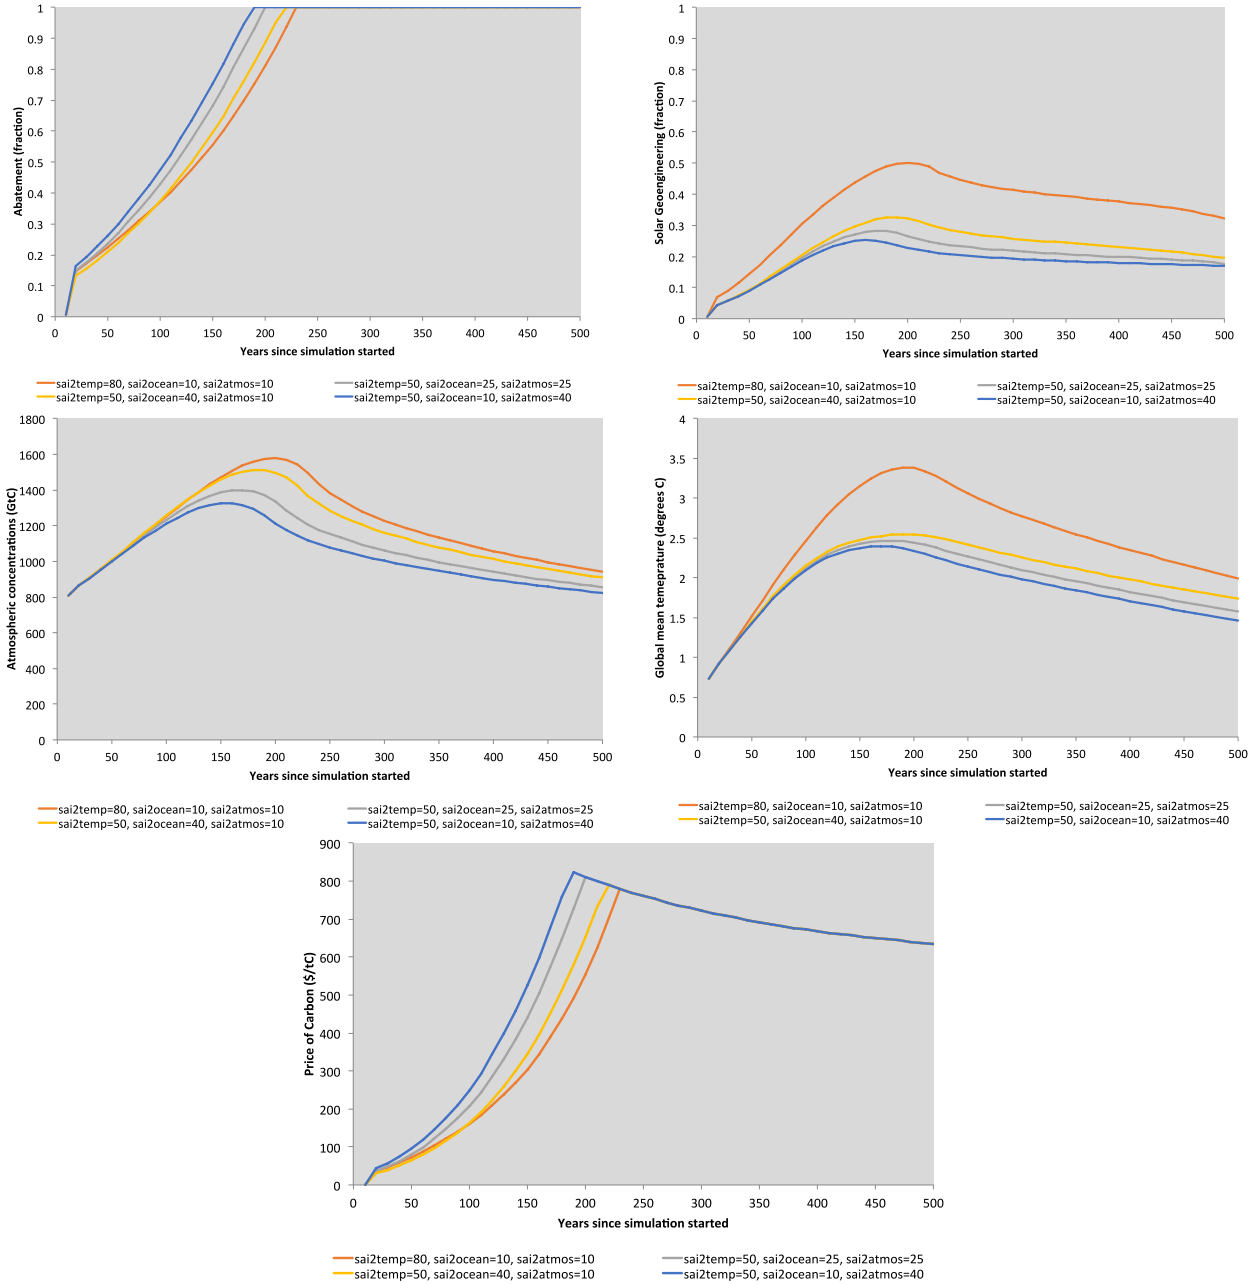 1
0.9
0.8
0.7
0.6
0.5
0.4
0.3
0.2
0.1
0
Abatement (fraction)
0 50 100 150 200 250 300 350 400 450 500
Years since simulation started
sai2temp=80, sai2ocean=10, sai2atmos=10 sai2temp=50, sai2ocean=25, sai2atmos=25
sai2temp=50, sai2ocean=40, sai2atmos=10 sai2temp=50, sai2ocean=10, sai2atmos=40
1
0.9
0.8
0.7
0.6
0.5
0.4
0.3
0.2
0.1
0
Solar Geoengineering (fraction)
0 50 100 150 200 250 300 350 400 450 500
Years since simulation started
sai2temp=80, sai2ocean=10, sai2atmos=10 sai2temp=50, sai2ocean=25, sai2atmos=25
sai2temp=50, sai2ocean=40, sai2atmos=10 sai2temp=50, sai2ocean=10, sai2atmos=40
1800
1600
1400
1200
1000
800
600
400
200
0
Atmospheric concentrations (GtC)
0 50 100 150 200 250 300 350 400 450 500
Years since simulation started
sai2temp=80, sai2ocean=10, sai2atmos=10 sai2temp=50, sai2ocean=25, sai2atmos=25
sai2temp=50, sai2ocean=40, sai2atmos=10 sai2temp=50, sai2ocean=10, sai2atmos=40
4
3.5
3
2.5
2
1.5
1
0.5
0
Global mean temeprature (degrees C)
0 50 100 150 200 250 300 350 400 450 500
Years since simulation started
sai2temp=80, sai2ocean=10, sai2atmos=10 sai2temp=50, sai2ocean=25, sai2atmos=25
sai2temp=50, sai2ocean=40, sai2atmos=10 sai2temp=50, sai2ocean=10, sai2atmos=40
900
800
700
600
500
400
300
200
100
0
Price of Carbon ($/tC)
0 50 100 150 200 250 300 350 400 450 500
Years since simulation started
sai2temp=80, sai2ocean=10, sai2atmos=10 sai2temp=50, sai2ocean=25, sai2atmos=25
sai2temp=50, sai2ocean=40, sai2atmos=10 sai2temp=50, sai2ocean=10, sai2atmos=40